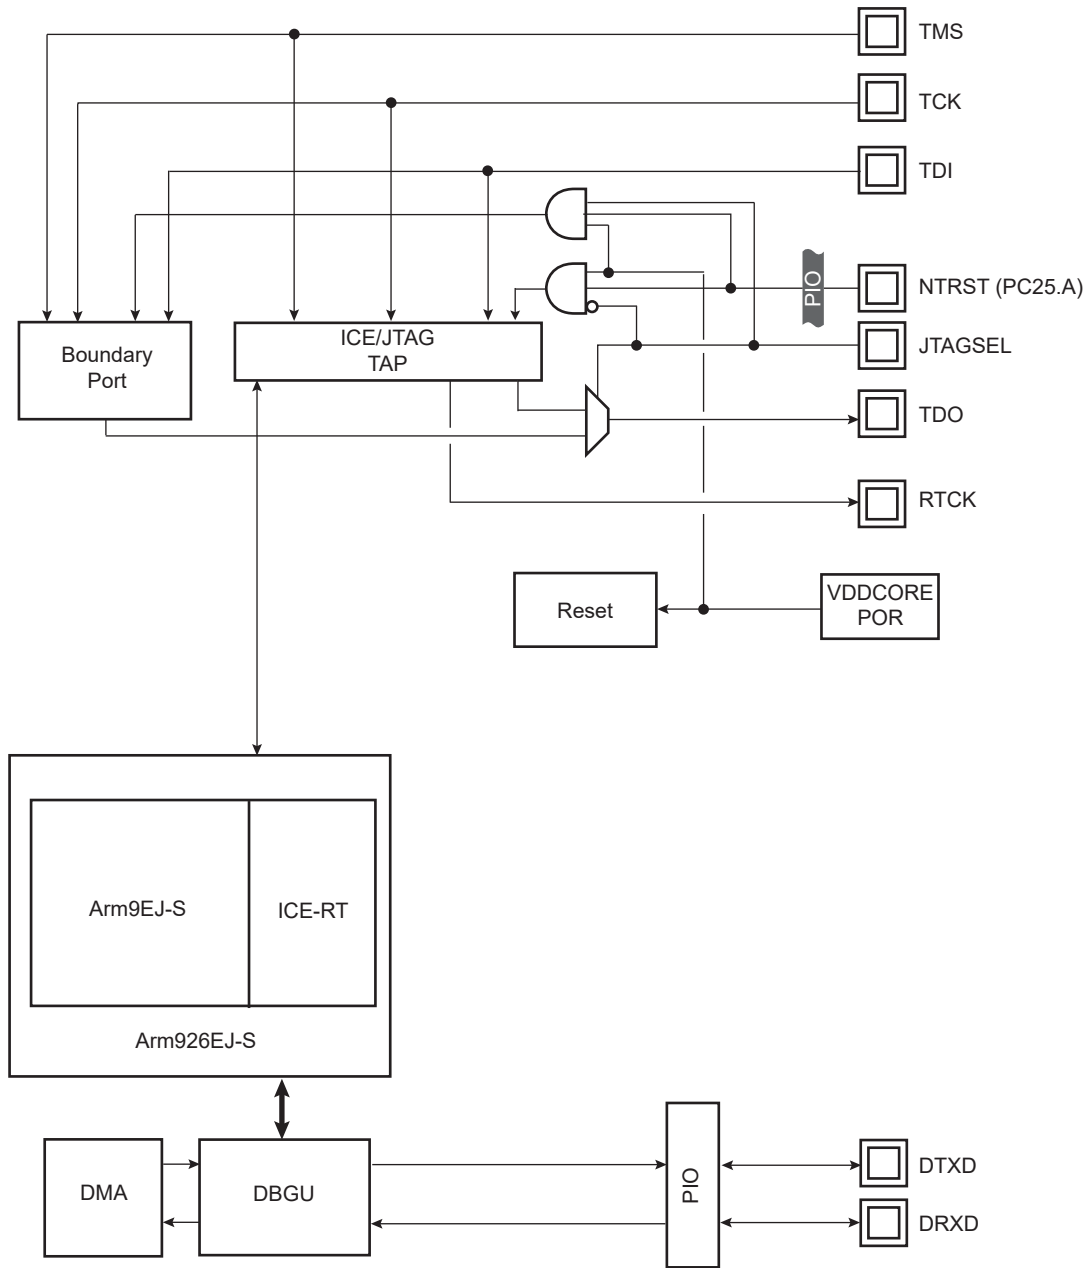 TMS
TCK
TDI
PIO
NTRST (PC25.A)
JTAGSEL
Boundary
Port
ICE/JTAG
TAP
TDO
RTCK
Reset
VDDCORE
POR
Arm9EJ-S
ICE-RT
Arm926EJ-S
DMA
DBGU
PIO
DTXD
DRXD